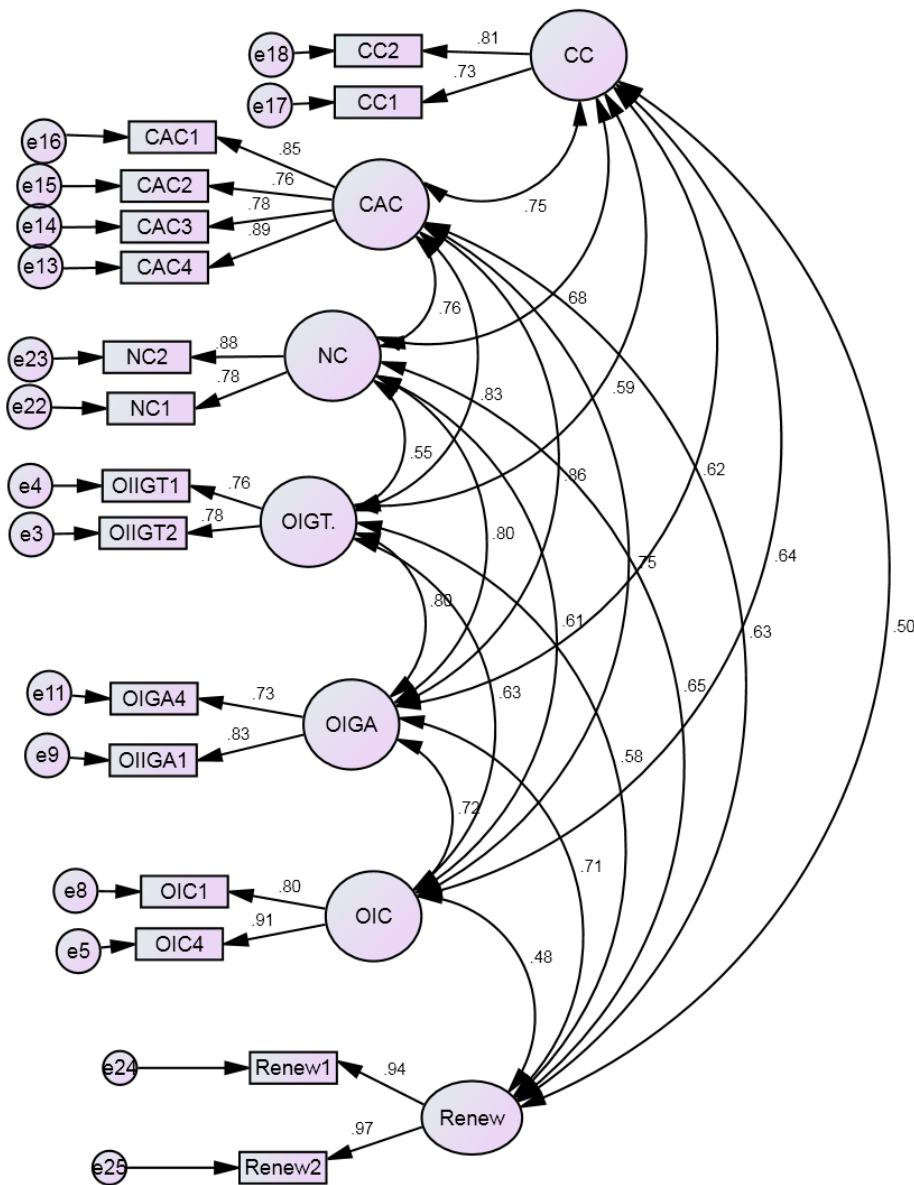 e18 CC2 .81 CC
e17 CC1 .73
e16 CAC1 .85
e15 CAC2 .76 CAC .75
e14 CAC3 .78
e13 CAC4 .89
.76 .68
e23 NC2 .88 NC
e22 NC1 .78 .83 .59
.55 .86 .62
e4 OIIGT1 .76 OIGT.
e3 OIIGT2 .78 .80 .75 .64
.80 .61 .63 .50
e11 OIGA4 .73 OIGA .63 .65
e9 OIIGA1 .83 .58
.72 .71
e8 OIC1 .80 OIC
e5 OIC4 .91 .48
e24 Renew1 .94 Renew
e25 Renew2 .97